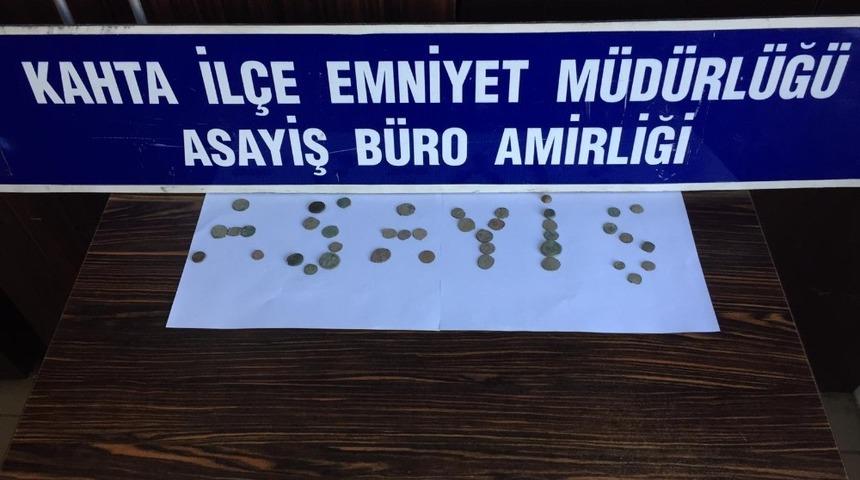 KAHTA İLÇE EMNİYET MÜDÜRLÜĞÜ
ASAYİŞ BÜRO AMİRLİĞİ
ASAYİŞ